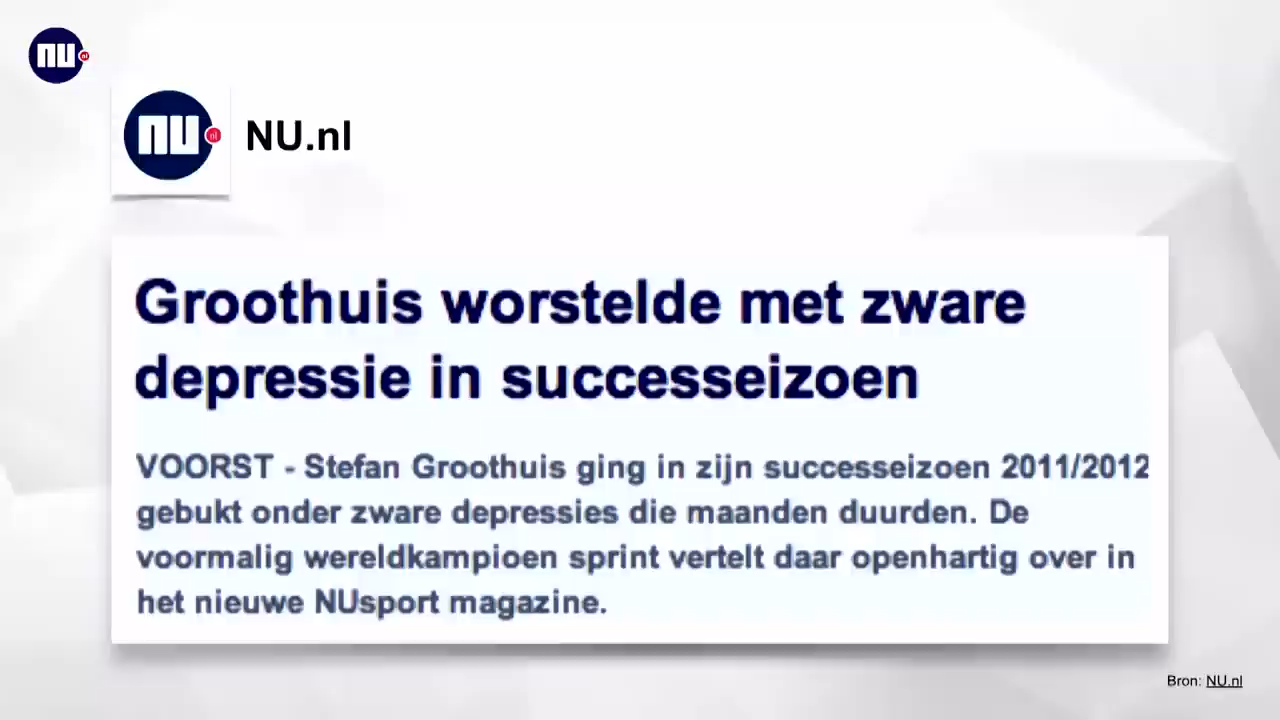 nu
nl
nu
nl
NU.nl
Groothuis worstelde met zware
depressie in successeizoen
VOORST - Stefan Groothuis ging in zijn successeizoen 2011/2012
gebukt onder zware depressies die maanden duurden. De
voormalig wereldkampioen sprint vertelt daar openhartig over in
het nieuwe NUsport magazine.
Bron: NU.nl